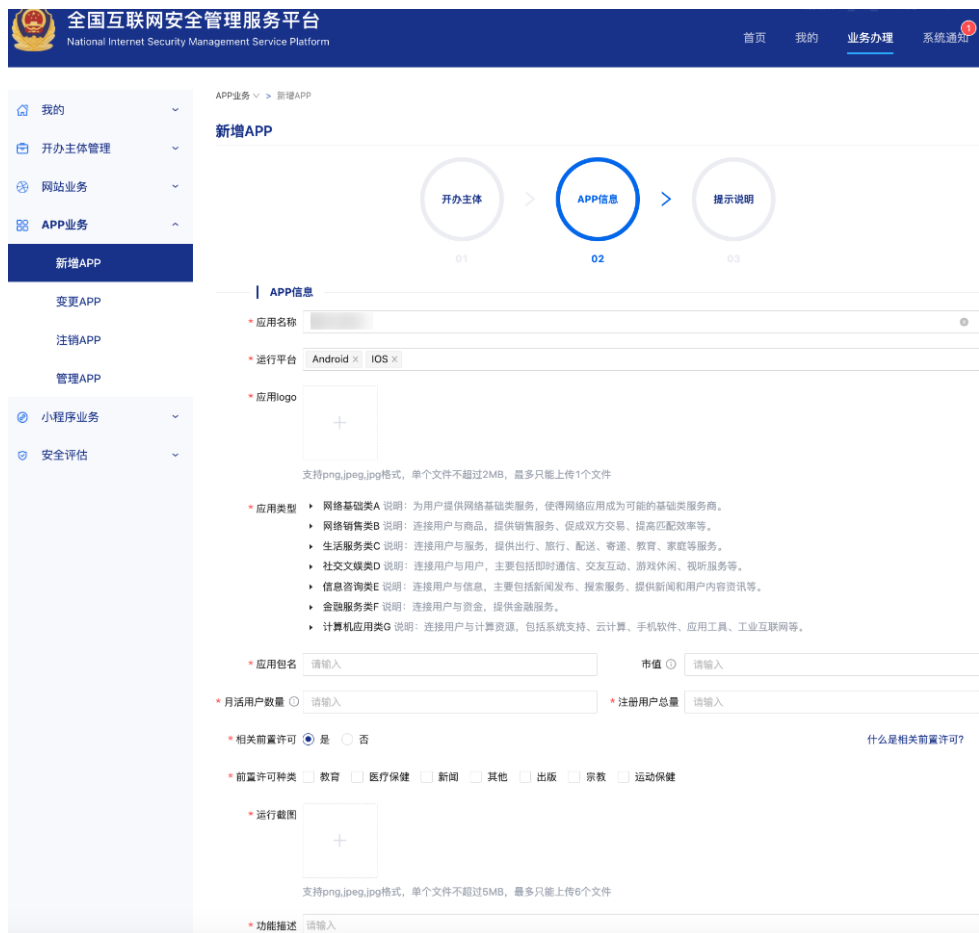 全国互联网安全管理服务平台
National Internet Security Management Service Platform
首页 我的 业务办理 系统通知 1
我的
开办主体管理
网站业务
APP业务
新增APP
变更APP
注销APP
管理APP
小程序业务
安全评估
APP业务 > 新增APP
新增APP
开办主体 > APP信息 > 提示说明
01 02 03
APP信息
* 应用名称
* 运行平台 Android × IOS ×
* 应用logo
+
支持png,jpeg,jpg格式，单个文件不超过2MB，最多只能上传1个文件
* 应用类型
网络基础类A 说明：为用户提供网络基础类服务，使得网络应用成为可能的基础类服务商。
网络销售类B 说明：连接用户与商品，提供销售服务、促成双方交易、提高匹配效率等。
生活服务类C 说明：连接用户与服务，提供出行、旅行、配送、寄递、教育、家庭等服务。
社交文娱类D 说明：连接用户与用户，主要包括即时通信、交友互动、游戏休闲、视听服务等。
信息咨询类E 说明：连接用户与信息，主要包括新闻发布、搜索服务、提供新闻和用户内容资讯等。
金融服务类F 说明：连接用户与资金，提供金融服务。
计算机应用类G 说明：连接用户与计算资源，包括系统支持、云计算、手机软件、应用工具、工业互联网等。
* 应用包名 请输入 市值 请输入
* 月活用户数量 请输入 * 注册用户总量 请输入
* 相关前置许可 是 否 什么是相关前置许可?
* 前置许可种类 教育 医疗保健 新闻 其他 出版 宗教 运动保健
* 运行截图
+
支持png,jpeg,jpg格式，单个文件不超过5MB，最多只能上传6个文件
* 功能描述 请输入